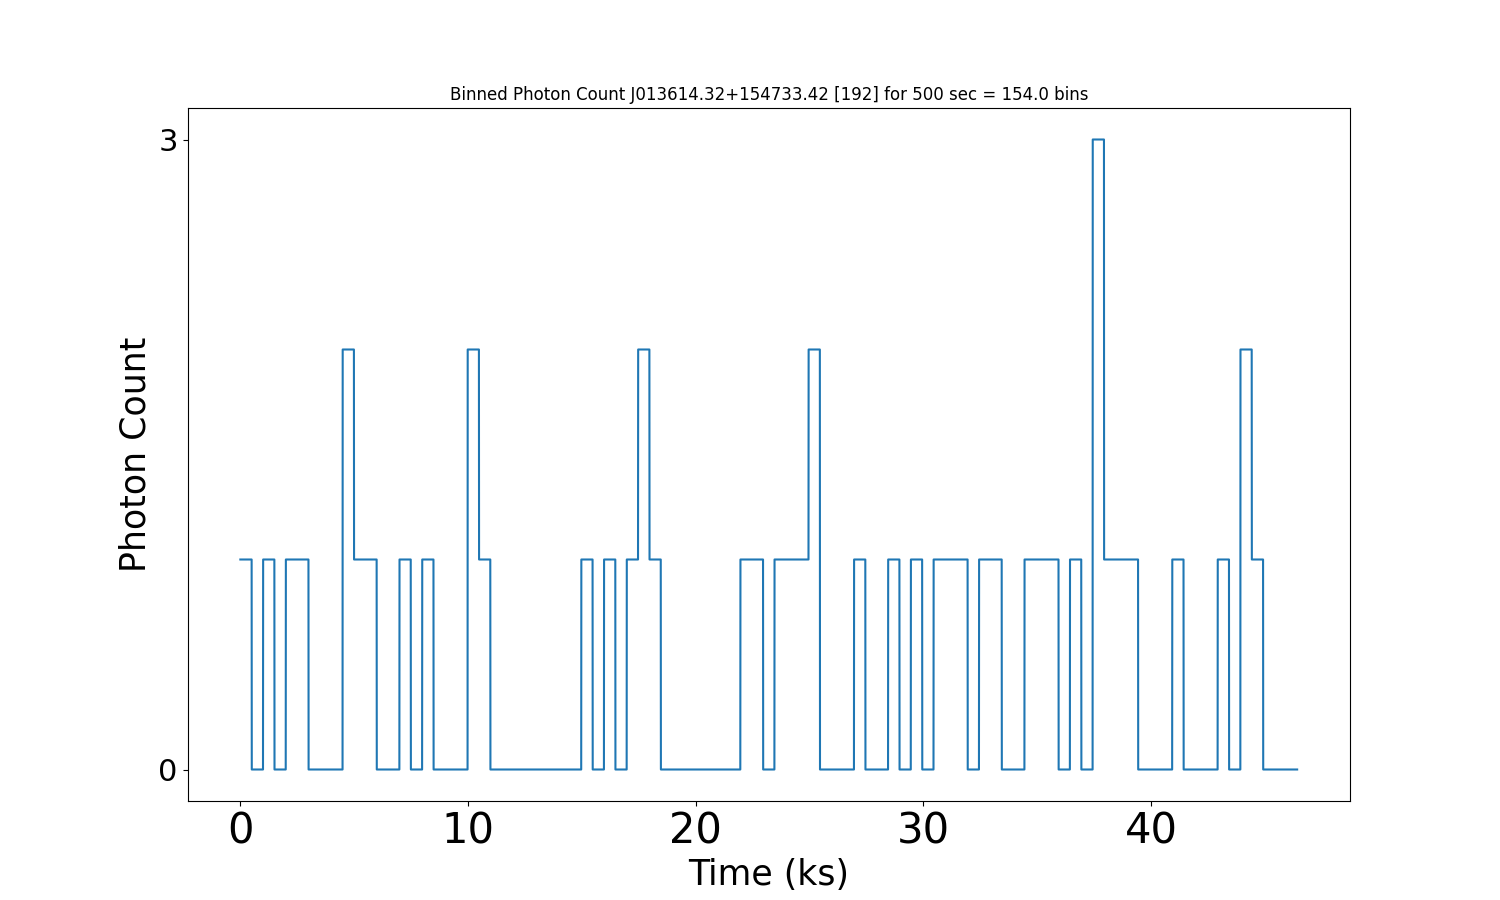 Binned Photon Count J013614.32+154733.42 [192] for 500 sec = 154.0 bins
3
Photon Count
0
0 10 20 30 40
Time (ks)